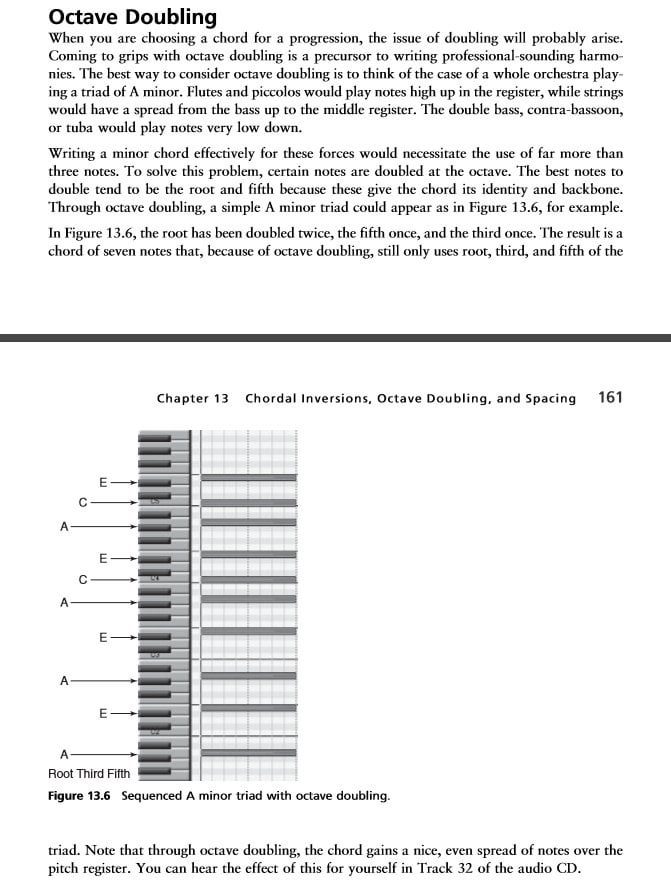 Octave Doubling
When you are choosing a chord for a progression, the issue of doubling will probably arise.
Coming to grips with octave doubling is a precursor to writing professional-sounding harmo-
nies. The best way to consider octave doubling is to think of the case of a whole orchestra play-
ing a triad of A minor. Flutes and piccolos would play notes high up in the register, while strings
would have a spread from the bass up to the middle register. The double bass, contra-bassoon,
or tuba would play notes very low down.
Writing a minor chord effectively for these forces would necessitate the use of far more than
three notes. To solve this problem, certain notes are doubled at the octave. The best notes to
double tend to be the root and fifth because these give the chord its identity and backbone.
Through octave doubling, a simple A minor triad could appear as in Figure 13.6, for example.
In Figure 13.6, the root has been doubled twice, the fifth once, and the third once. The result is a
chord of seven notes that, because of octave doubling, still only uses root, third, and fifth of the
Chapter 13 Chordal Inversions, Octave Doubling, and Spacing 161
E
C
C5
A
E
C
C4
A
E
C3
A
E
C2
A
Root Third Fifth
Figure 13.6 Sequenced A minor triad with octave doubling.
triad. Note that through octave doubling, the chord gains a nice, even spread of notes over the
pitch register. You can hear the effect of this for yourself in Track 32 of the audio CD.